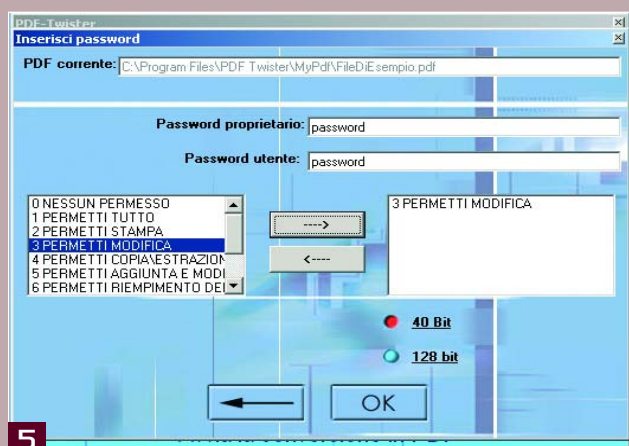 PDF-Twister
Inserisci password
PDF corrente: C:\Program Files\PDF Twister\MyPdf\FileDiEsempio.pdf
Password proprietario: password
Password utente: password
0 NESSUN PERMESSO
1 PERMETTI TUTTO
2 PERMETTI STAMPA
3 PERMETTI MODIFICA
4 PERMETTI COPIA\ESTRAZION
5 PERMETTI AGGIUNTA E MODI
6 PERMETTI RIEMPIMENTO DEI
---->
<----
3 PERMETTI MODIFICA
40 Bit
128 bit
OK
5